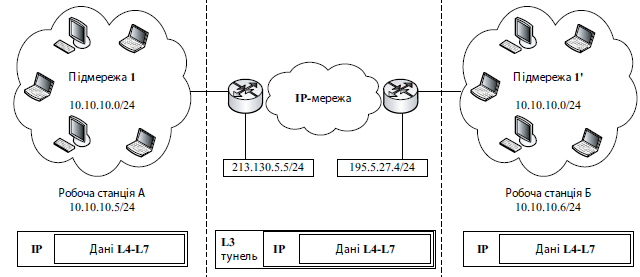 Підмережа 1
10.10.10.0/24
IP-мережа
Підмережа 1'
10.10.10.0/24
213.130.5.5/24
195.5.27.4/24
Робоча станція А
10.10.10.5/24
Робоча станція Б
10.10.10.6/24
IP Дані L4-L7
L3 тунель IP Дані L4-L7
IP Дані L4-L7